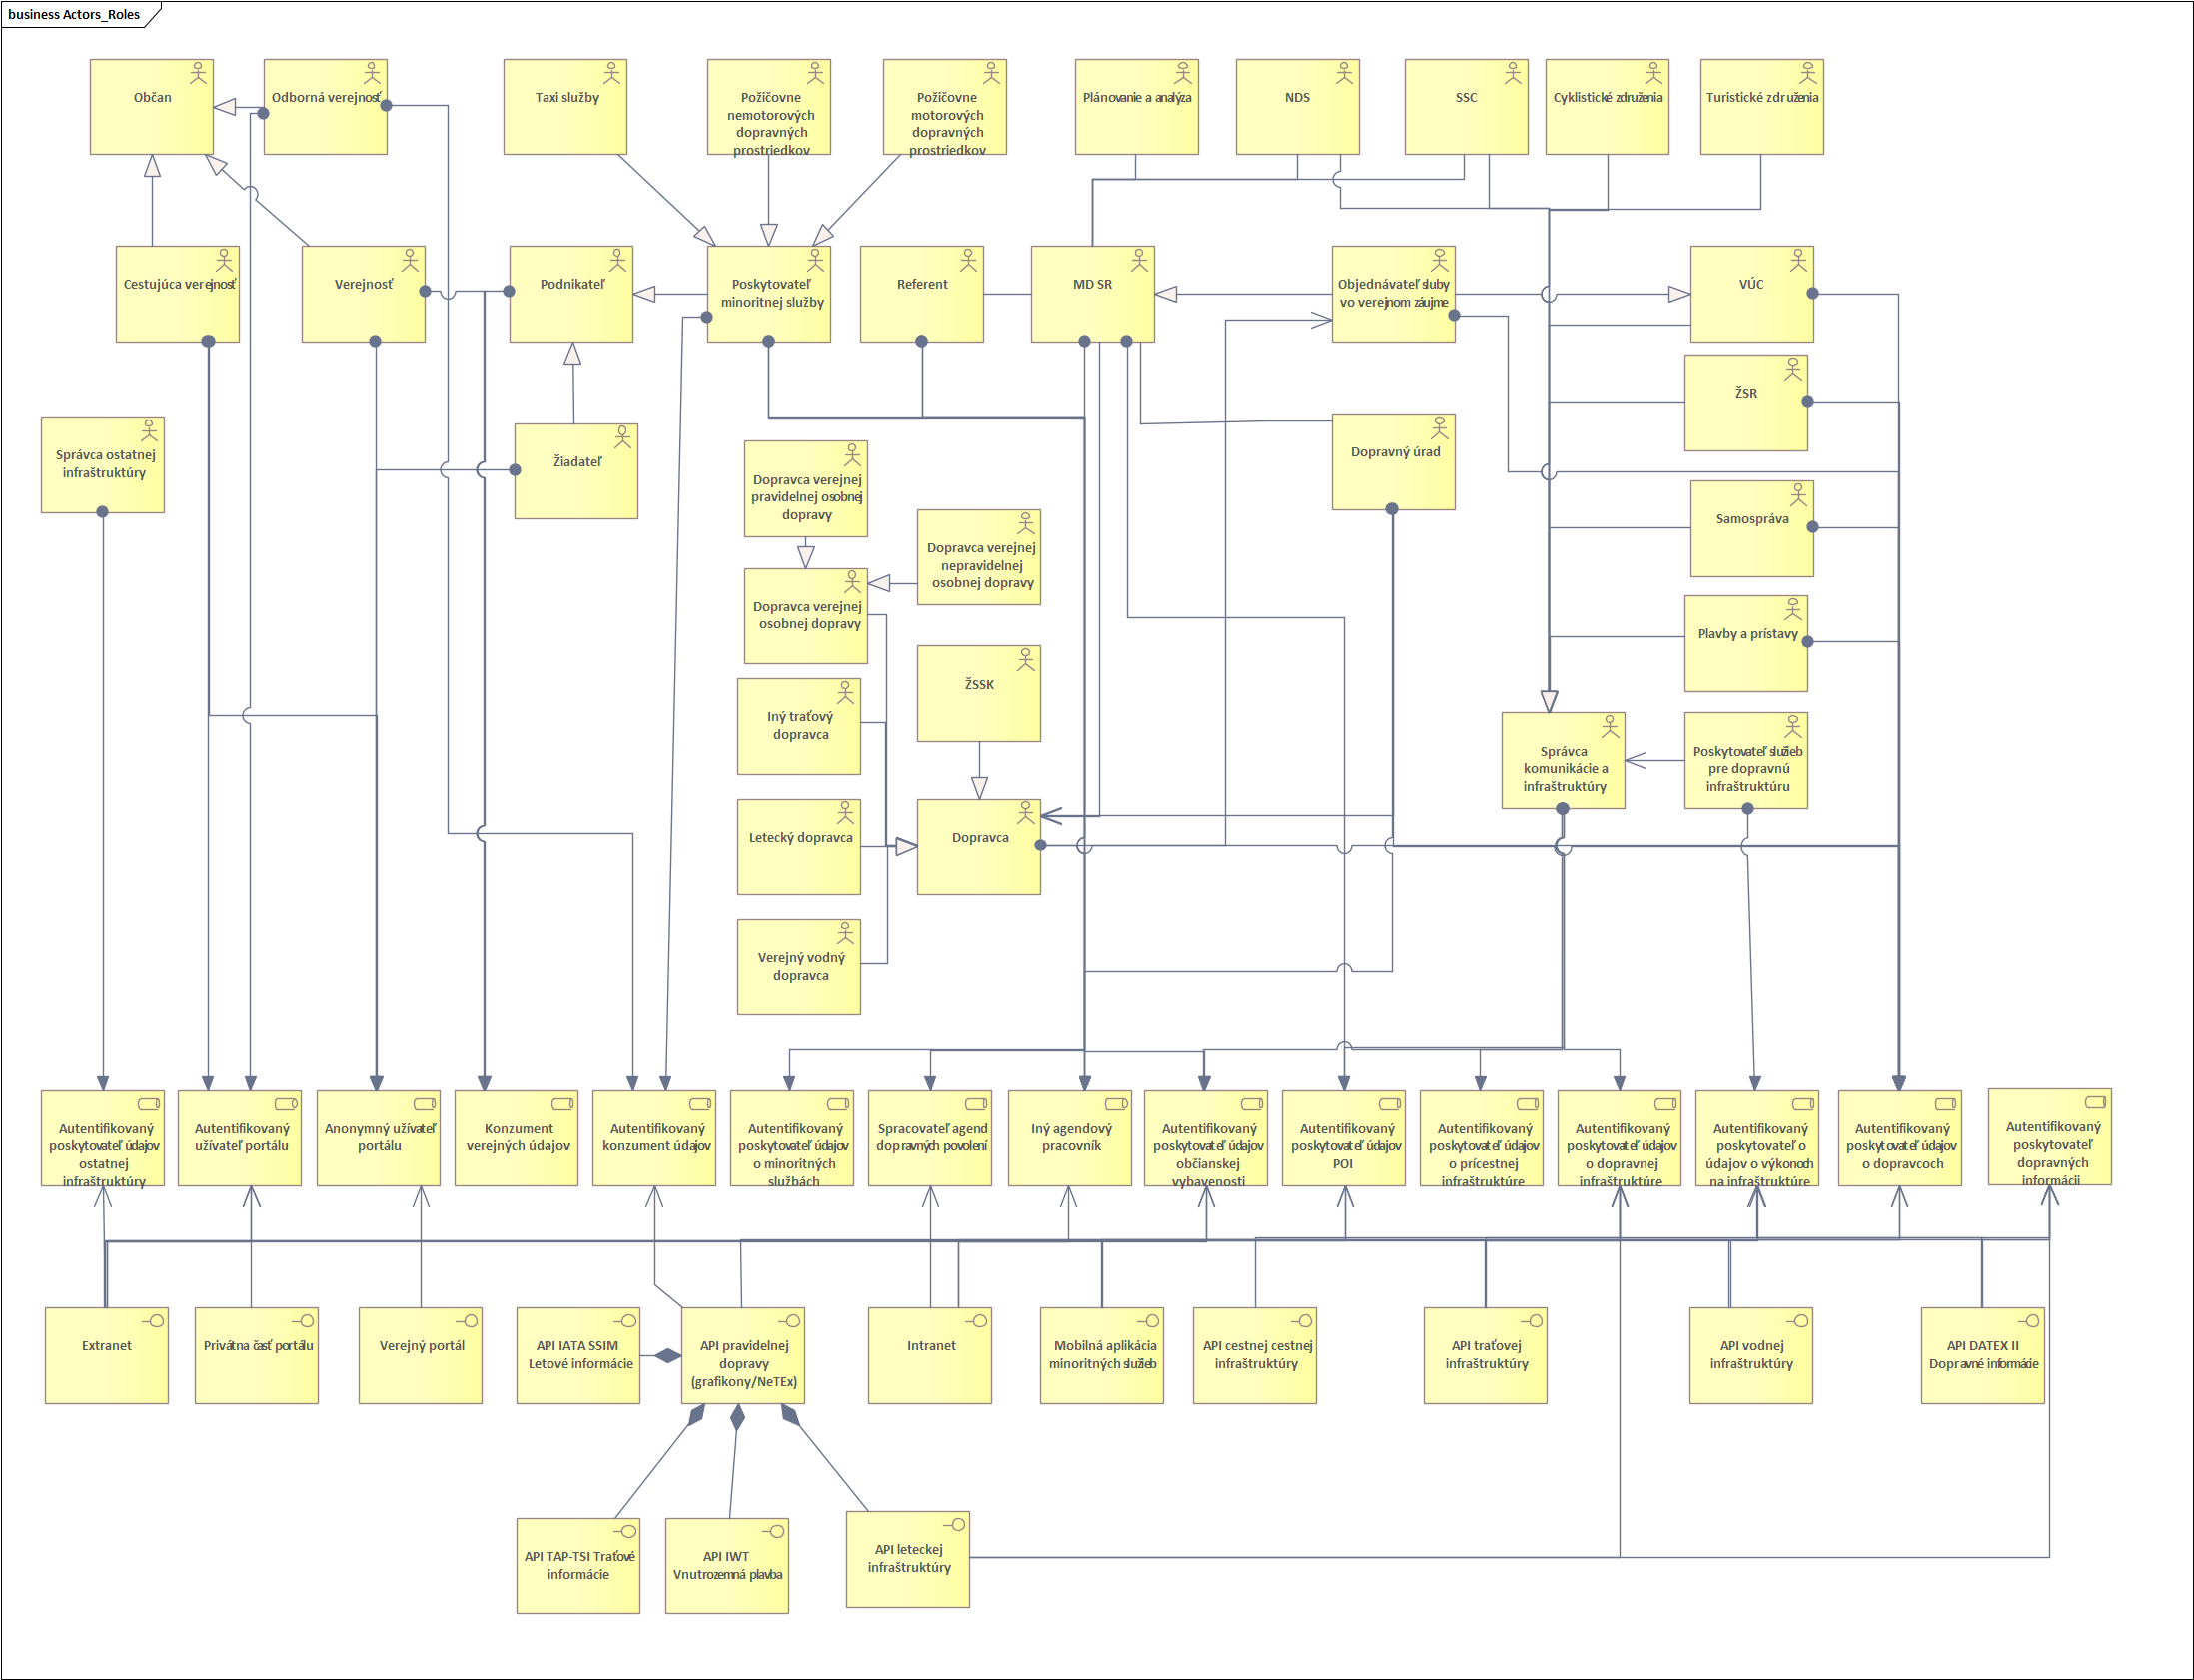 business Actors_Roles
Občan
Odborná verejnosť
Taxi služby
Požičovne
nemotorových
dopravných
prostriedkov
Požičovne
motorových
dopravných
prostriedkov
Plánovanie a analýza
NDS
SSC
Cyklistické združenia
Turistické združenia
Cestujúca verejnosť
Verejnosť
Podnikateľ
Poskytovateľ
minoritnej služby
Referent
MD SR
Objednávateľ sluby
vo verejnom záujme
VÚC
ŽSR
Správca ostatnej
infraštruktúry
Žiadateľ
Dopravný úrad
Dopravca verejnej
pravidelnej osobnej
dopravy
Samospráva
Dopravca verejnej
nepravidelnej
osobnej dopravy
Dopravca verejnej
osobnej dopravy
Plavby a prístavy
ŽSSK
Iný traťový
dopravca
Správca
komunikácie a
infraštruktúry
Poskytovateľ služieb
pre dopravnú
infraštruktúru
Letecký dopravca
Dopravca
Verejný vodný
dopravca
Autentifikovaný
poskytovateľ údajov
ostatnej
infraštruktúry
Autentifikovaný
užívateľ portálu
Anonymný užívateľ
portálu
Konzument
verejných údajov
Autentifikovaný
konzument údajov
Autentifikovaný
poskytovateľ údajov
o minoritných
službách
Spracovateľ agend
dopravných povolení
Iný agendový
pracovník
Autentifikovaný
poskytovateľ údajov
občianskej
vybavenosti
Autentifikovaný
poskytovateľ údajov
POI
Autentifikovaný
poskytovateľ údajov
o prícestnej
infraštruktúre
Autentifikovaný
poskytovateľ údajov
o dopravnej
infraštruktúre
Autentifikovaný
poskytovateľ o
údajov o výkonoch
na infraštruktúre
Autentifikovaný
poskytovateľ údajov
o dopravcoch
Autentifikovaný
poskytovateľ
dopravných
informácii
Extranet
Privátna časť portálu
Verejný portál
API IATA SSIM
Letové informácie
API pravidelnej
dopravy
(grafikony/NeTEx)
Intranet
Mobilná aplikácia
minoritných služieb
API cestnej cestnej
infraštruktúry
API traťovej
infraštruktúry
API vodnej
infraštruktúry
API DATEX II
Dopravné informácie
API TAP-TSI Traťové
informácie
API IWT
Vnutrozemná plavba
API leteckej
infraštruktúry